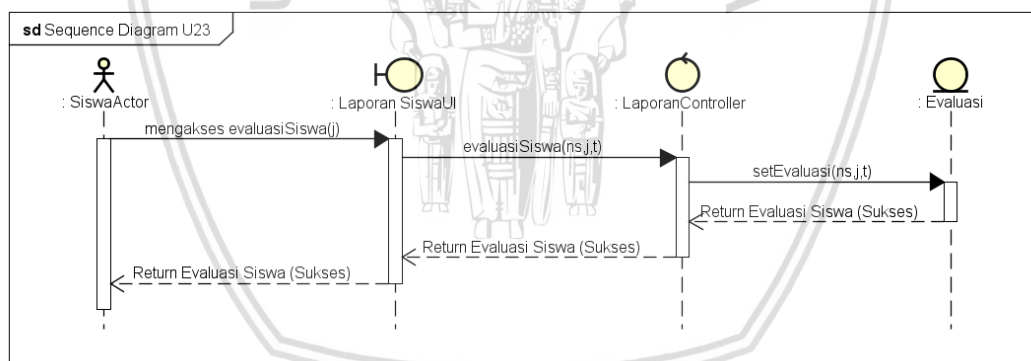 sd Sequence Diagram U23
: SiswaActor
: Laporan SiswaUI
: LaporanController
: Evaluasi
mengakses evaluasiSiswa(j)
evaluasiSiswa(ns,j,t)
setEvaluasi(ns,j,t)
Return Evaluasi Siswa (Sukses)
Return Evaluasi Siswa (Sukses)
Return Evaluasi Siswa (Sukses)